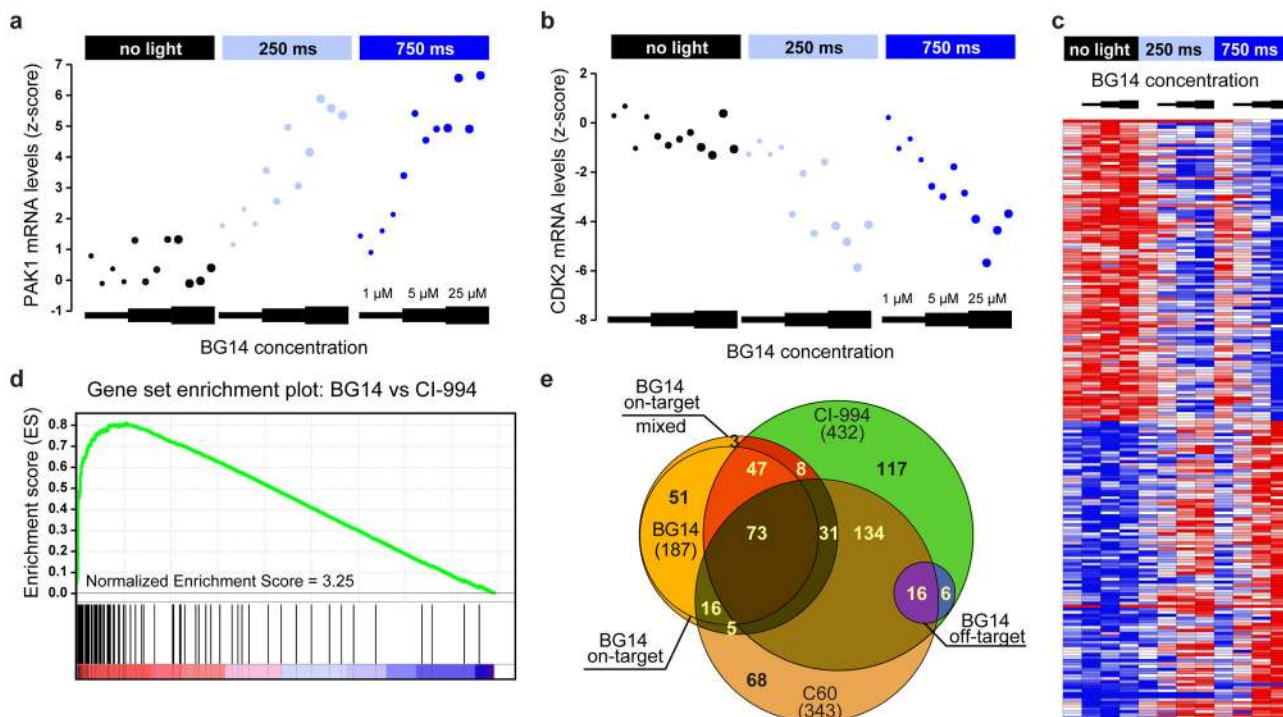 a
no light 250 ms 750 ms
PAK1 mRNA levels (z-score)
7
6
5
4
3
2
1
0
-1
1 µM 5 µM 25 µM
BG14 concentration
b
no light 250 ms 750 ms
CDK2 mRNA levels (z-score)
2
0
-2
-4
-6
-8
1 µM 5 µM 25 µM
BG14 concentration
c
no light 250 ms 750 ms
BG14 concentration
d
Gene set enrichment plot: BG14 vs CI-994
Enrichment score (ES)
0.8
0.7
0.6
0.5
0.4
0.3
0.2
0.1
0.0
Normalized Enrichment Score = 3.25
e
BG14
on-target
mixed
3
CI-994
(432)
47 8 117
51
BG14
(187)
73 31 134
16
5
16 6
BG14
on-target
BG14
off-target
68
C60
(343)